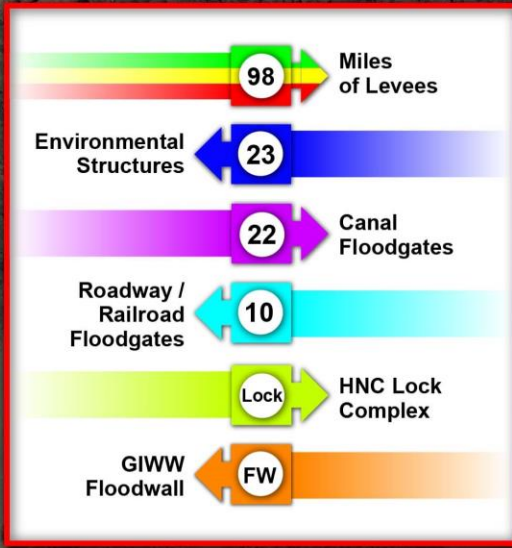 98
Miles
of Levees
Environmental
Structures
23
22
Canal
Floodgates
Roadway /
Railroad
Floodgates
10
Lock
HNC Lock
Complex
GIWW
Floodwall
FW